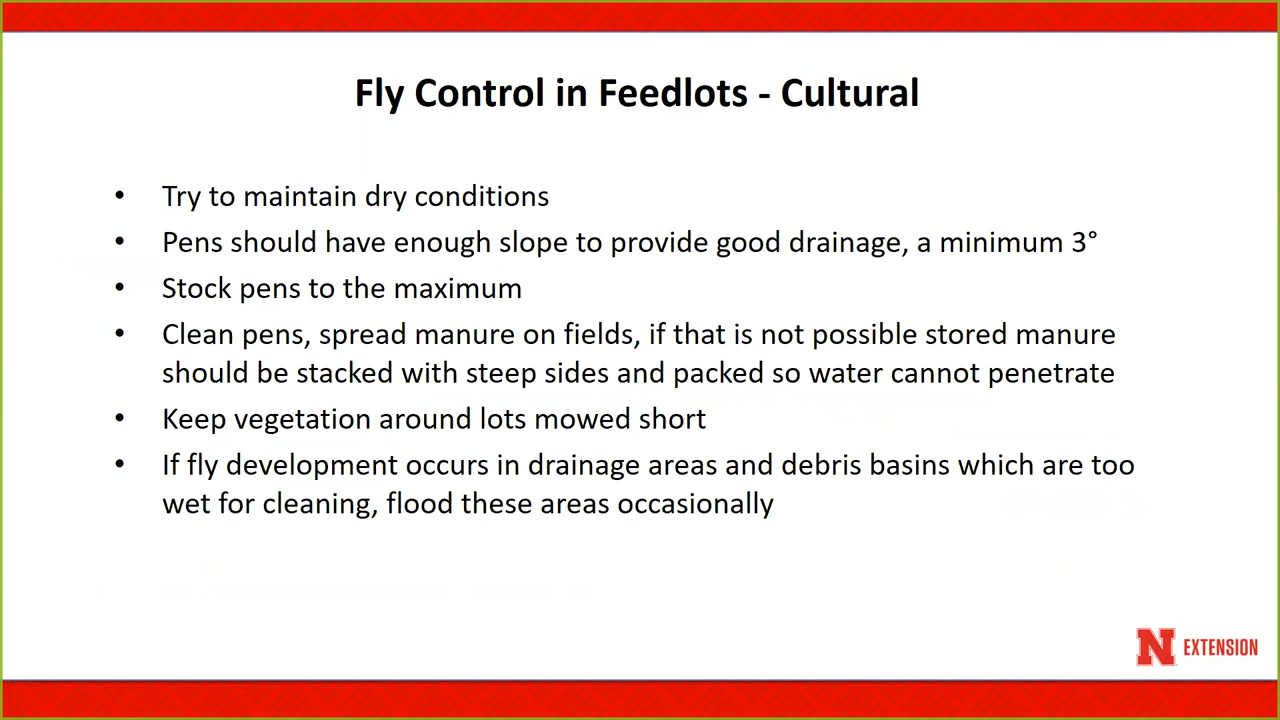 Fly Control in Feedlots - Cultural
• Try to maintain dry conditions
• Pens should have enough slope to provide good drainage, a minimum 3°
• Stock pens to the maximum
• Clean pens, spread manure on fields, if that is not possible stored manure
should be stacked with steep sides and packed so water cannot penetrate
• Keep vegetation around lots mowed short
• If fly development occurs in drainage areas and debris basins which are too
wet for cleaning, flood these areas occasionally
N EXTENSION